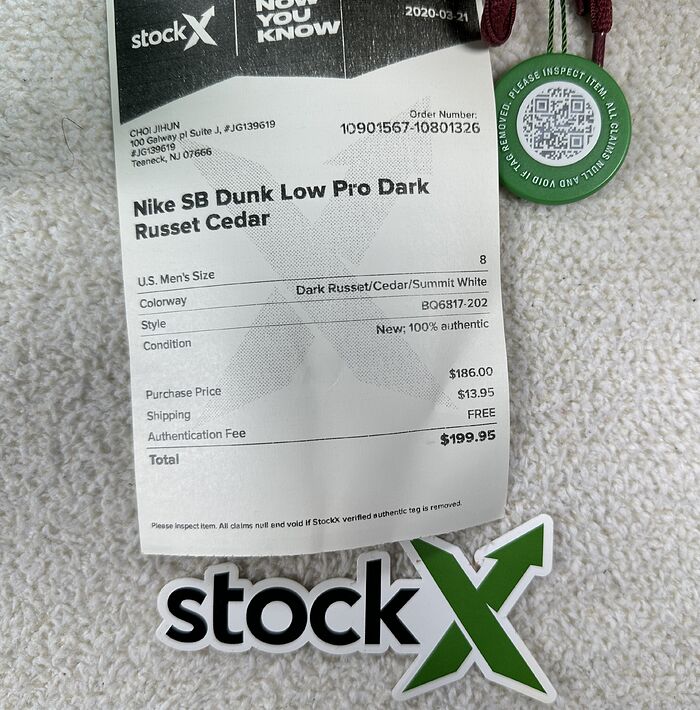 stockX
NOW
YOU
KNOW
2020-03-21
CHOI JIHUN
100 Galway pl Suite J, #JG139619
#JG139619
Teaneck, NJ 07666
Order Number:
10901567-10801326
Nike SB Dunk Low Pro Dark
Russet Cedar
U.S. Men's Size 8
Colorway Dark Russet/Cedar/Summit White
Style BQ6817-202
Condition New; 100% authentic
Purchase Price $186.00
Shipping $13.95
Authentication Fee FREE
Total $199.95
Please inspect item. All claims null end void if StockX verified authentic tag is removed.
PLEASE INSPECT ITEM. ALL CLAIMS NULL AND VOID IF TAG REMOVED.
stockX